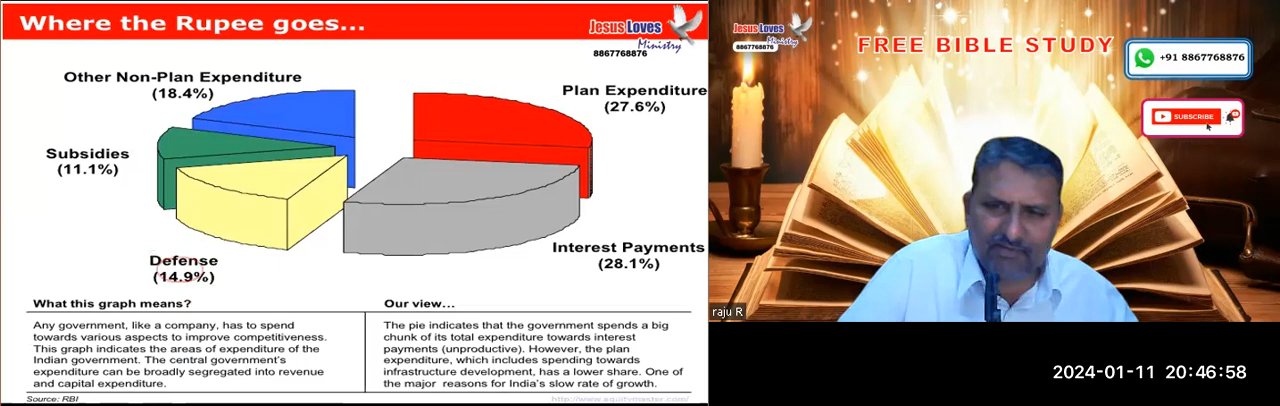 Where the Rupee goes...
Jesus Loves
Ministry
8867768876
Other Non-Plan Expenditure
(18.4%)
Plan Expenditure
(27.6%)
Subsidies
(11.1%)
Defense
(14.9%)
Interest Payments
(28.1%)
What this graph means?
Any government, like a company, has to spend
towards various aspects to improve competitiveness.
This graph indicates the areas of expenditure of the
Indian government. The central government's
expenditure can be broadly segregated into revenue
and capital expenditure.
Our view...
The pie indicates that the government spends a big
chunk of its total expenditure towards interest
payments (unproductive). However, the plan
expenditure, which includes spending towards
infrastructure development, has a lower share. One of
the major reasons for India's slow rate of growth.
Source: RBI
http://www.equitymaster.com/
Jesus Loves
Ministry
8867768876
FREE BIBLE STUDY
+91 8867768876
SUBSCRIBE
raju R
2024-01-11 20:46:58